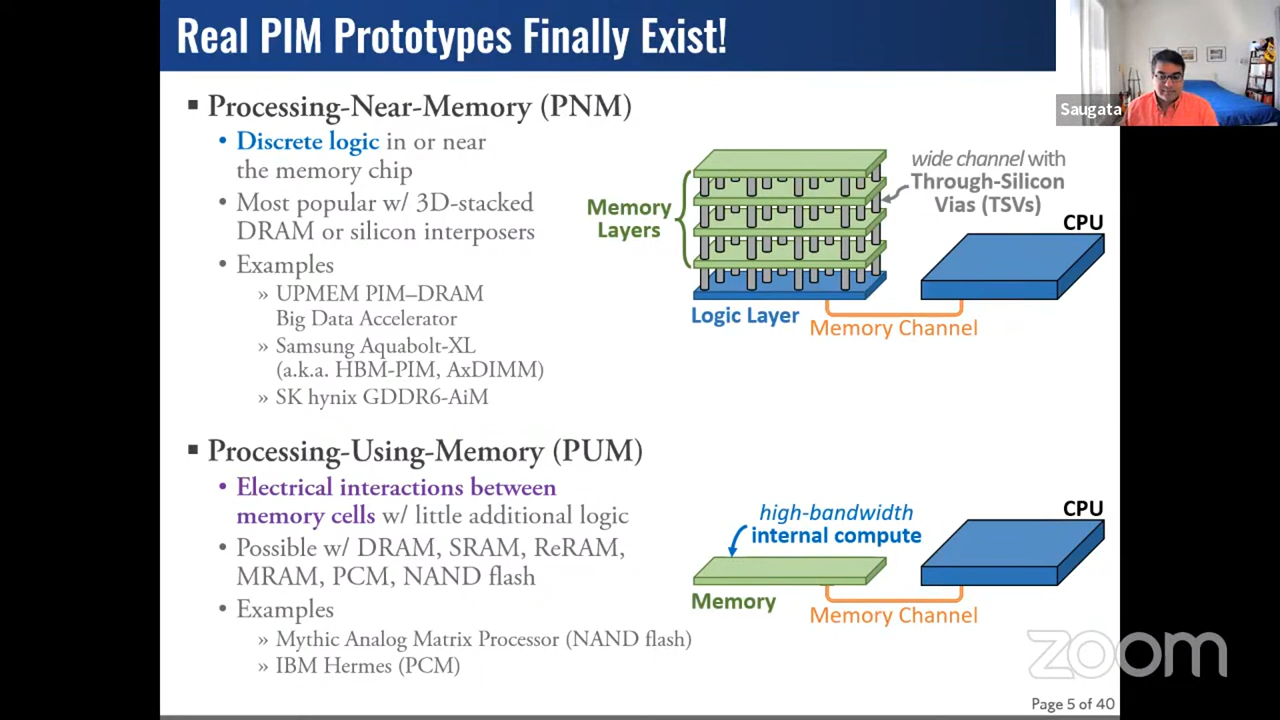 Real PIM Prototypes Finally Exist!
Saugata
▪ Processing-Near-Memory (PNM)
• Discrete logic in or near
the memory chip
• Most popular w/ 3D-stacked
DRAM or silicon interposers
• Examples
» UPMEM PIM–DRAM
Big Data Accelerator
» Samsung Aquabolt-XL
(a.k.a. HBM-PIM, AxDIMM)
» SK hynix GDDR6-AiM
Memory
Layers
wide channel with
Through-Silicon
Vias (TSVs)
CPU
Logic Layer
Memory Channel
▪ Processing-Using-Memory (PUM)
• Electrical interactions between
memory cells w/ little additional logic
• Possible w/ DRAM, SRAM, ReRAM,
MRAM, PCM, NAND flash
• Examples
» Mythic Analog Matrix Processor (NAND flash)
» IBM Hermes (PCM)
high-bandwidth
internal compute
CPU
Memory
Memory Channel
zoom
Page 5 of 40